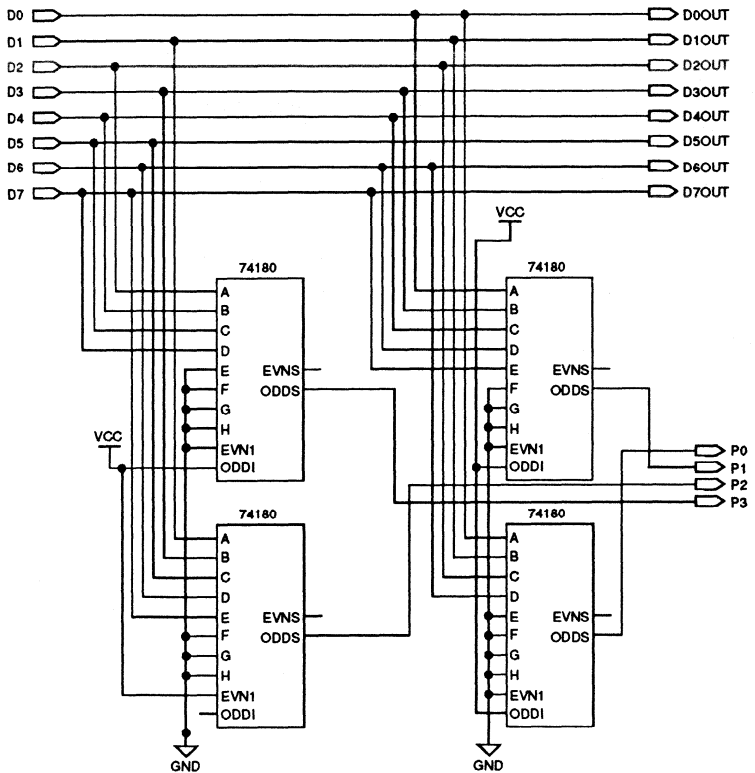 D0 D0OUT
D1 D1OUT
D2 D2OUT
D3 D3OUT
D4 D4OUT
D5 D5OUT
D6 D6OUT
D7 D7OUT
VCC
74180 74180
A A
B B
C C
D D
E EVNS E EVNS
F ODDS F ODDS
G G
H H
VCC
EVN1 EVN1
ODDI ODDI
P0
P1
P2
P3
74180 74180
A A
B B
C C
D D
E EVNS E EVNS
F ODDS F ODDS
G G
H H
EVN1 EVN1
ODDI ODDI
GND GND